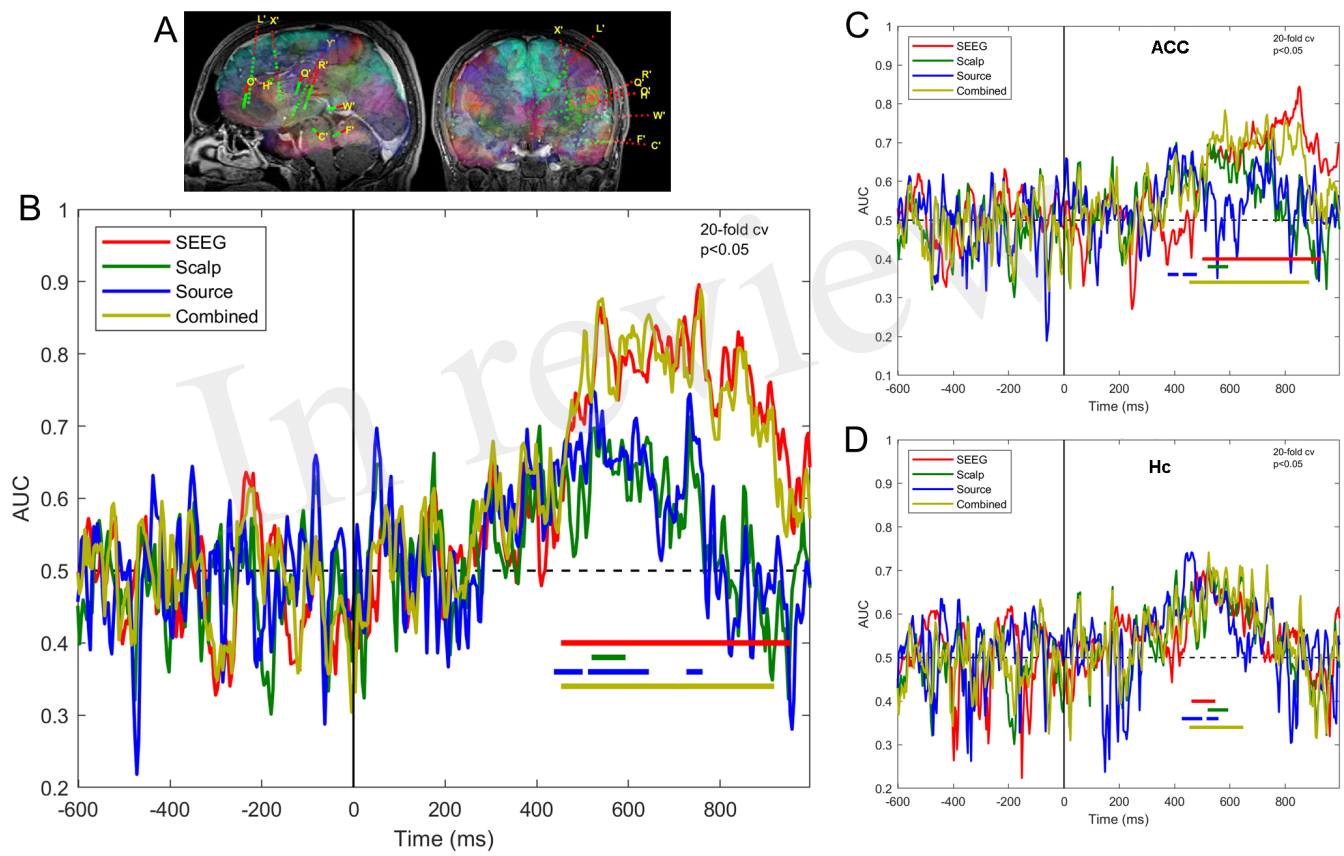 A
L' X'
Y'
Q'
R'
O'
H'
W'
C' F'
X'
L'
R'
Q'
O'
H'
W'
F'
C'
B
SEEG
Scalp
Source
Combined
20-fold cv
p<0.05
1
0.9
0.8
0.7
0.6
0.5
0.4
0.3
0.2
AUC
-600 -400 -200 0 200 400 600 800
Time (ms)
C
SEEG
Scalp
Source
Combined
ACC
20-fold cv
p<0.05
1
0.9
0.8
0.7
0.6
0.5
0.4
0.3
0.2
0.1
AUC
-600 -400 -200 0 200 400 600 800
Time (ms)
D
SEEG
Scalp
Source
Combined
Hc
20-fold cv
p<0.05
1
0.9
0.8
0.7
0.6
0.5
0.4
0.3
0.2
AUC
-600 -400 -200 0 200 400 600 800
Time (ms)
In review